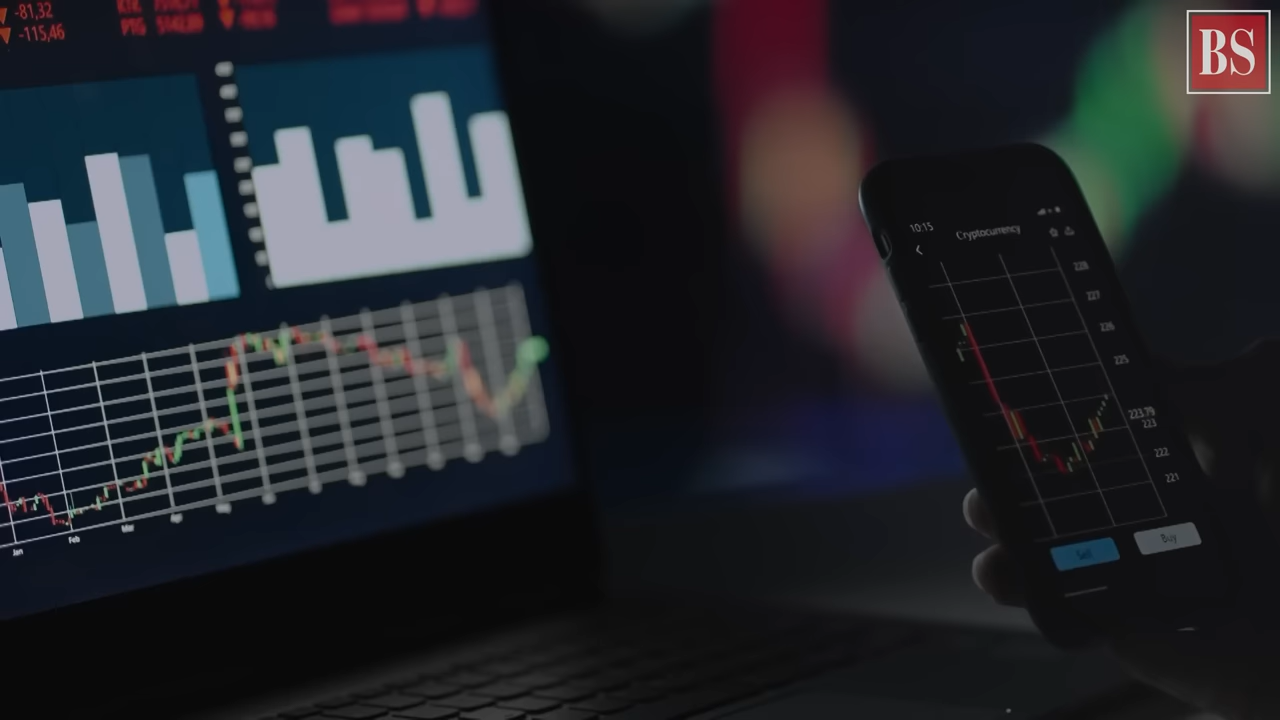 -81,32
-115,46
BS
10:15
Cryptocurrency
228
227
226
225
223.79
223
222
221
Sell
Buy
Jan
Feb
Mar
Apr